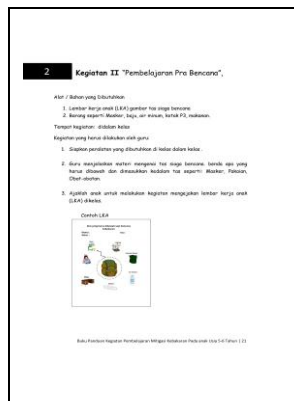 2
Kegiatan II "Pembelajaran Pra Bencana",
Alat / Bahan yang Dibutuhkan
1. Lembar kerja anak (LKA) gambar tas siaga bencana
2. Barang seperti Masker, baju, air minum, kotak P3, makanan.
Tempat kegiatan: didalam kelas
Kegiatan yang harus dilakukan oleh guru:
1. Siapkan peralatan yang dibutuhkan di kelas dalam kelas.
2. Guru menjelaskan materi mengenai tas siaga bencana. benda apa yang
harus dibawah dan dimasukkan kedalam tas seperti: Masker, Pakaian,
Obat-obatan.
3. Ajaklah anak untuk melakukan kegiatan mengejakan lembar kerja anak
(LKA) dikelas.
Contoh LKA
Buku Panduan Kegiatan Pembelajaran Mitigasi Kebakaran Pada anak Usia 5-6 Tahun | 21